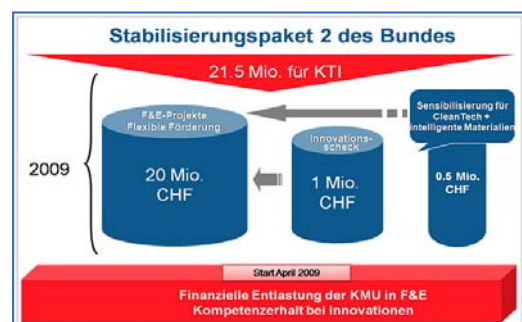 Stabilisierungspaket 2 des Bundes
21.5 Mio. für KTI
2009
F&E-Projekte
Flexible Förderung
20 Mio.
CHF
Innovations-
scheck
1 Mio.
CHF
Sensibilisierung für
CleanTech +
intelligente Materialien
0.5 Mio.
CHF
Start April 2009
Finanzielle Entlastung der KMU in F&E
Kompetenzerhalt bei Innovationen